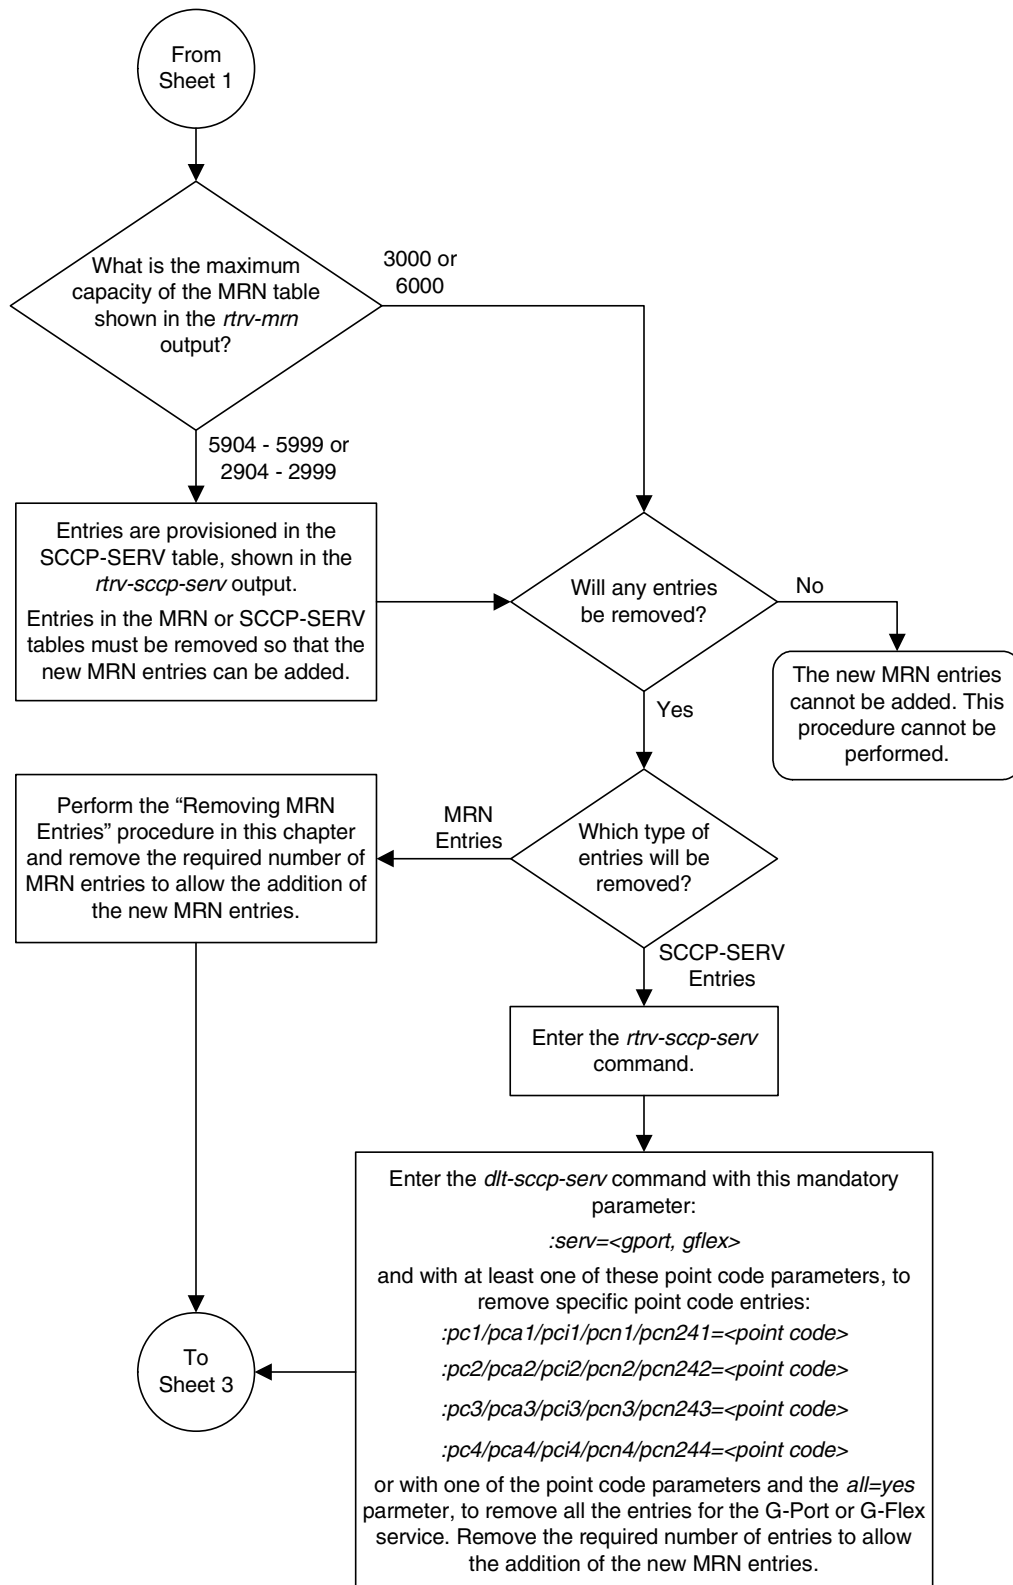 From
Sheet 1
What is the maximum
capacity of the MRN table
shown in the rtrv-mrn
output?
3000 or
6000
5904 - 5999 or
2904 - 2999
Entries are provisioned in the
SCCP-SERV table, shown in the
rtrv-sccp-serv output.
Entries in the MRN or SCCP-SERV
tables must be removed so that the
new MRN entries can be added.
Will any entries
be removed?
No
The new MRN entries
cannot be added. This
procedure cannot be
performed.
Yes
Which type of
entries will be
removed?
MRN
Entries
Perform the “Removing MRN
Entries” procedure in this chapter
and remove the required number of
MRN entries to allow the addition of
the new MRN entries.
SCCP-SERV
Entries
Enter the rtrv-sccp-serv
command.
Enter the dlt-sccp-serv command with this mandatory
parameter:
:serv=<gport, gflex>
and with at least one of these point code parameters, to
remove specific point code entries:
:pc1/pca1/pci1/pcn1/pcn241=<point code>
:pc2/pca2/pci2/pcn2/pcn242=<point code>
:pc3/pca3/pci3/pcn3/pcn243=<point code>
:pc4/pca4/pci4/pcn4/pcn244=<point code>
or with one of the point code parameters and the all=yes
parmeter, to remove all the entries for the G-Port or G-Flex
service. Remove the required number of entries to allow
the addition of the new MRN entries.
To
Sheet 3